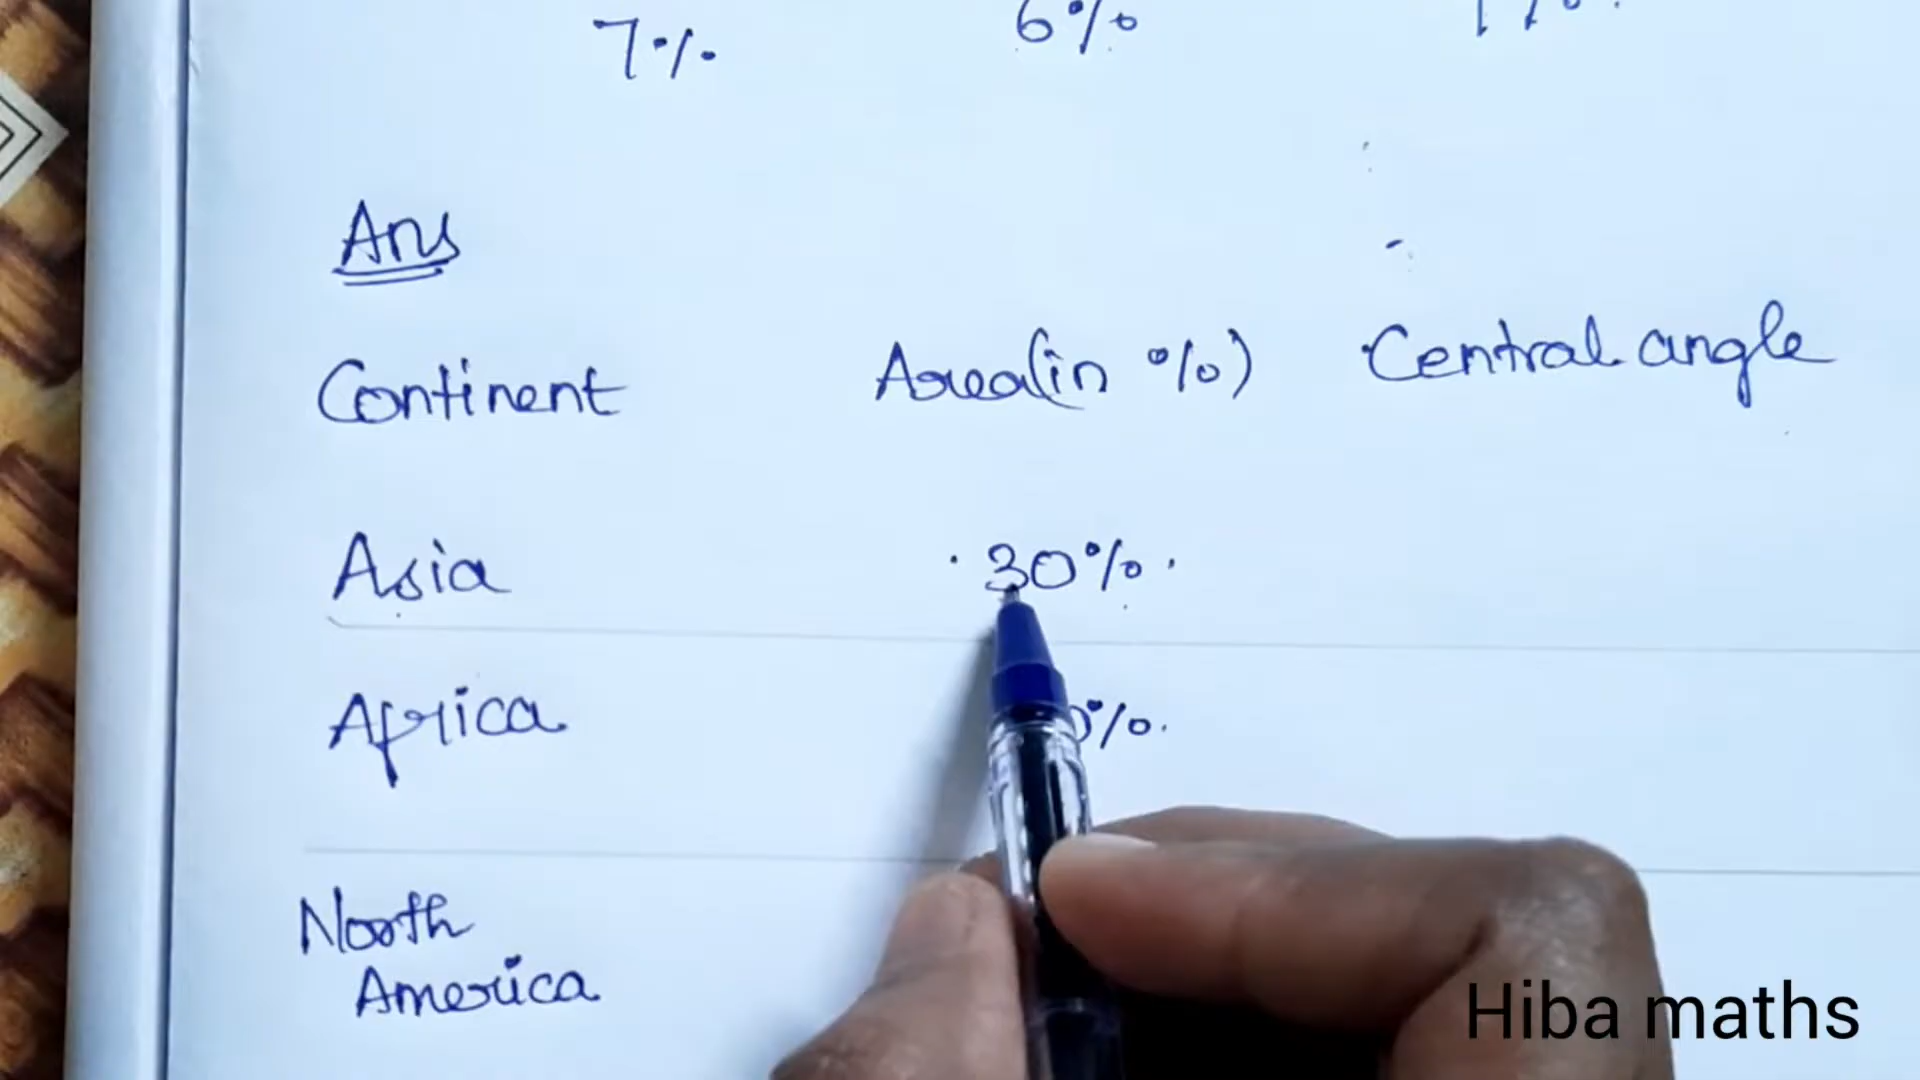 7% 6%
Ans
Continent Area(in %) Central angle
Asia 30%
Africa
North
America
Hiba maths